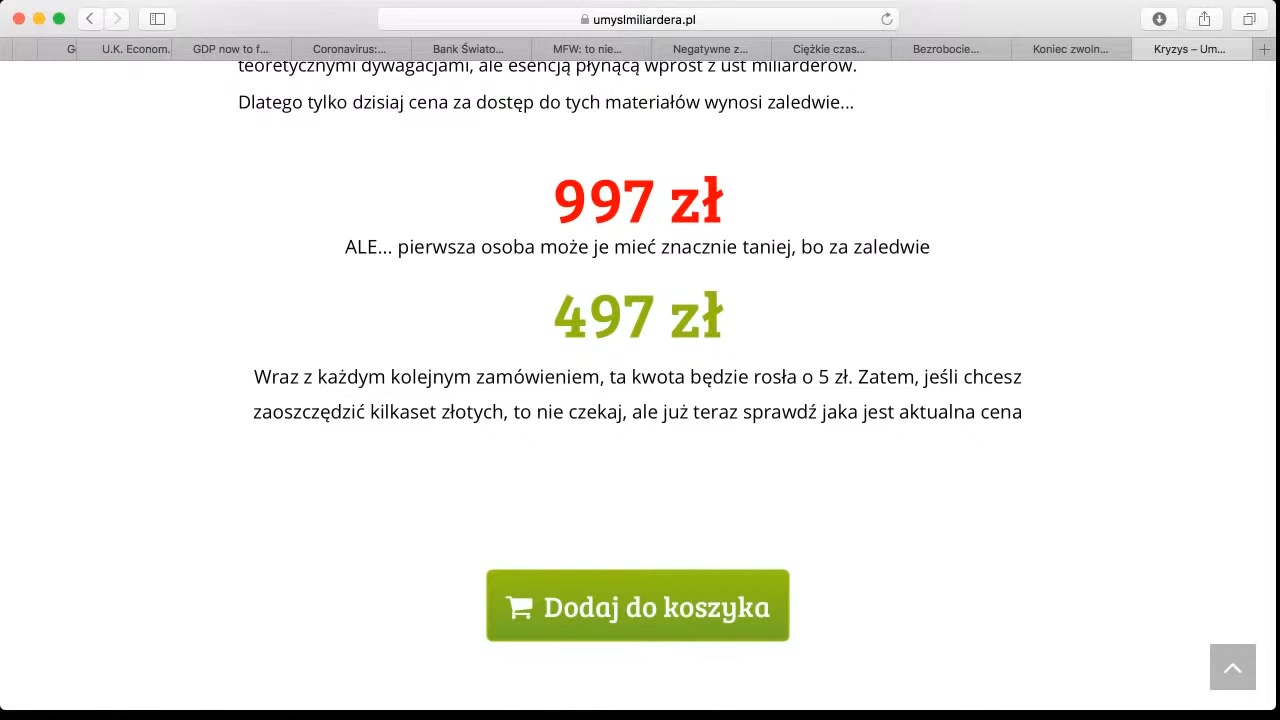 umyslmiliardera.pl
G
U.K. Econom.
GDP now to f...
Coronavirus:...
Bank Świato...
MFW: to nie...
Negatywne z...
Ciężkie czas...
Bezrobocie...
Koniec zwoln...
Kryzys – Um...
teoretycznymi dywagacjami, ale esencją płynącą wprost z ust miliarderów.
Dlatego tylko dzisiaj cena za dostęp do tych materiałów wynosi zaledwie...
997 zł
ALE... pierwsza osoba może je mieć znacznie taniej, bo za zaledwie
497 zł
Wraz z każdym kolejnym zamówieniem, ta kwota będzie rosła o 5 zł. Zatem, jeśli chcesz
zaoszczędzić kilkaset złotych, to nie czekaj, ale już teraz sprawdź jaka jest aktualna cena
Dodaj do koszyka